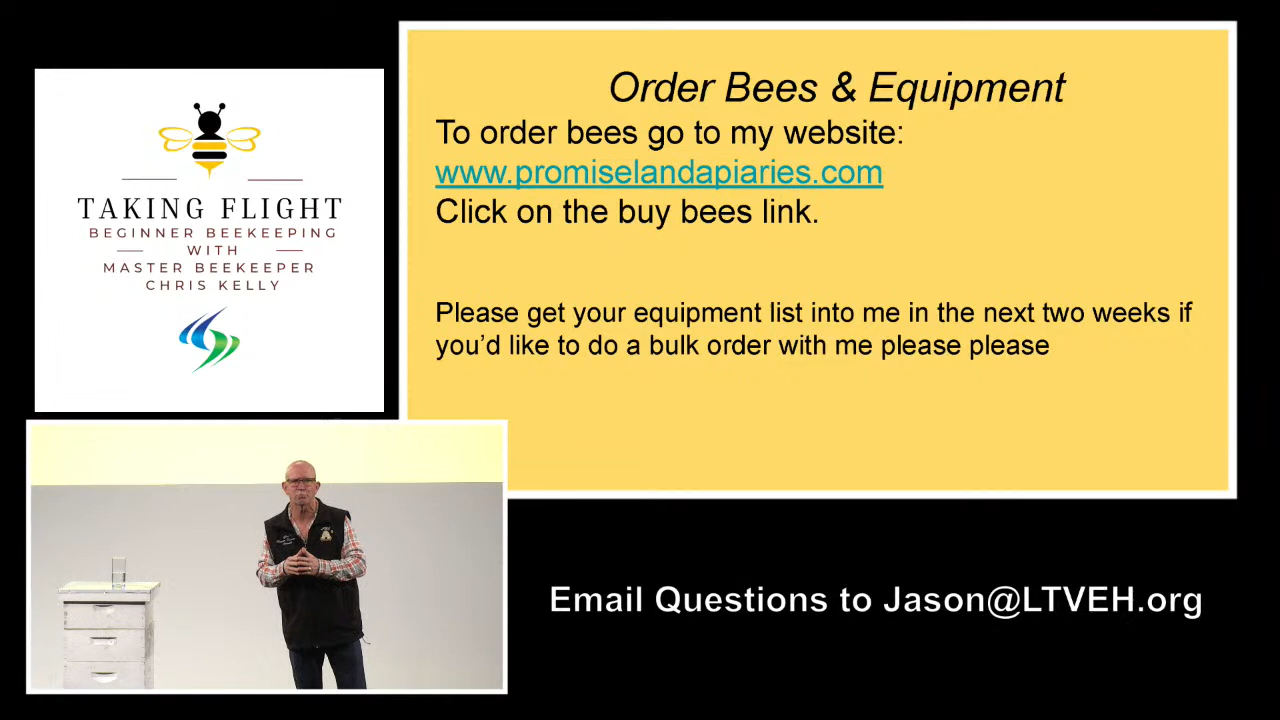 TAKING FLIGHT
BEGINNER BEEKEEPING
WITH
MASTER BEEKEEPER
CHRIS KELLY
Order Bees & Equipment
To order bees go to my website:
www.promiselandapiaries.com
Click on the buy bees link.
Please get your equipment list into me in the next two weeks if
you'd like to do a bulk order with me please please
Email Questions to Jason@LTVEH.org